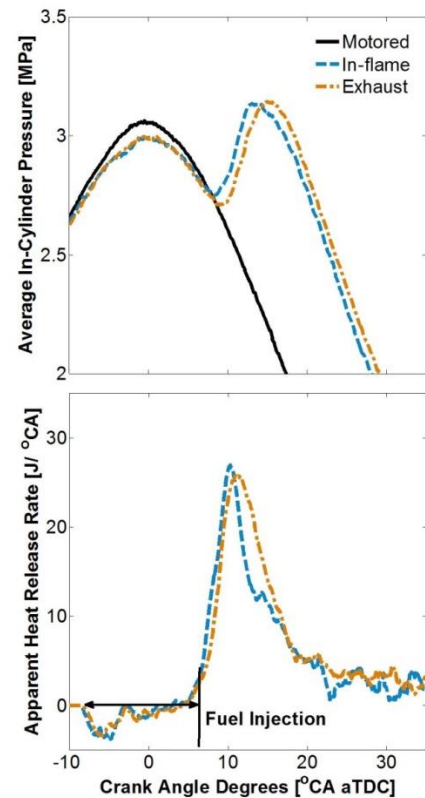 Average In-Cylinder Pressure [MPa]
3.5
3
2.5
2
Motored
In-flame
Exhaust
Apparent Heat Release Rate [J/ °CA]
30
20
10
0
Fuel Injection
-10 0 10 20 30
Crank Angle Degrees [°CA aTDC]